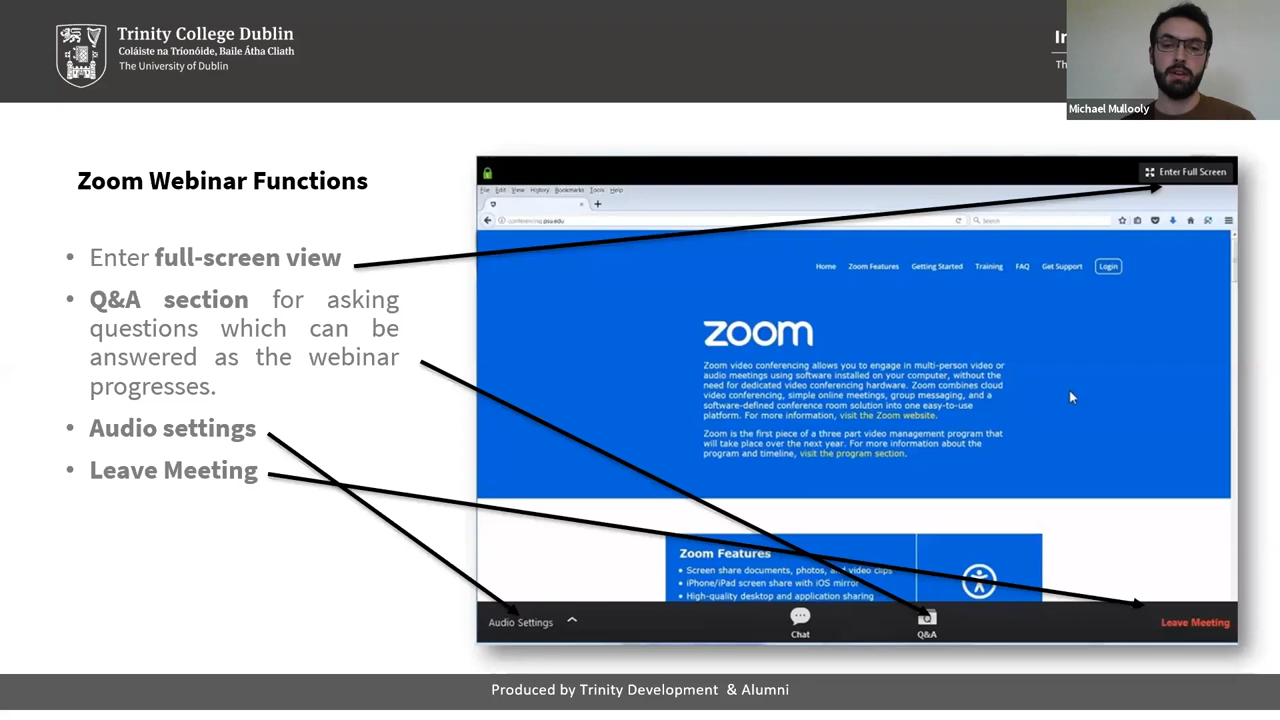 Trinity College Dublin
Coláiste na Tríonóide, Baile Átha Cliath
The University of Dublin
Michael Mullooly
Zoom Webinar Functions
• Enter full-screen view
• Q&A section for asking
questions which can be
answered as the webinar
progresses.
• Audio settings
• Leave Meeting
Enter Full Screen
File Edit View History Bookmarks Tools Help
conferencing.psu.edu
Search
Home Zoom Features Getting Started Training FAQ Get Support Login
zoom
Zoom video conferencing allows you to engage in multi-person video or
audio meetings using software installed on your computer, without the
need for dedicated video conferencing hardware. Zoom combines cloud
video conferencing, simple online meetings, group messaging, and a
software-defined conference room solution into one easy-to-use
platform. For more information, visit the Zoom website.
Zoom is the first piece of a three part video management program that
will take place over the next year. For more information about the
program and timeline, visit the program section.
Zoom Features
• Screen share documents, photos, and video clips
• iPhone/iPad screen share with iOS mirror
• High-quality desktop and application sharing
Audio Settings
Chat
Q&A
Leave Meeting
Produced by Trinity Development & Alumni